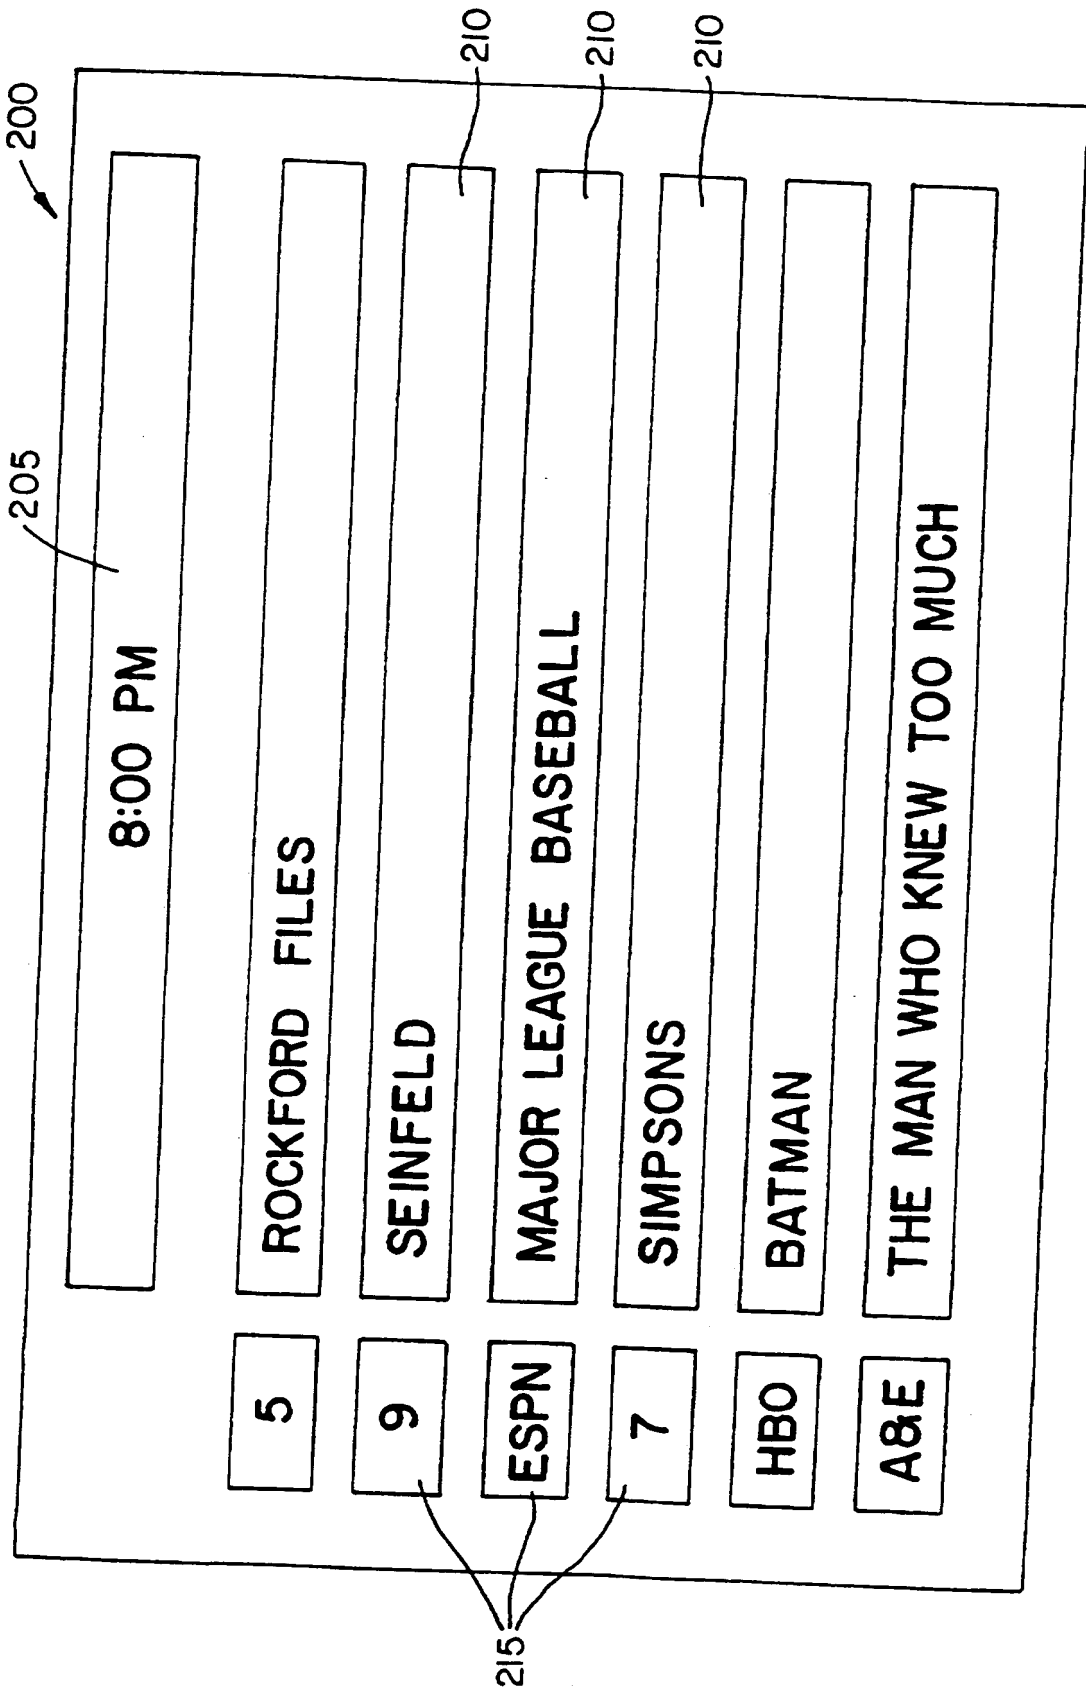 200
205
8:00 PM
5 ROCKFORD FILES
9 SEINFELD 210
ESPN MAJOR LEAGUE BASEBALL 210
7 SIMPSONS 210
HBO BATMAN
A&E THE MAN WHO KNEW TOO MUCH
215